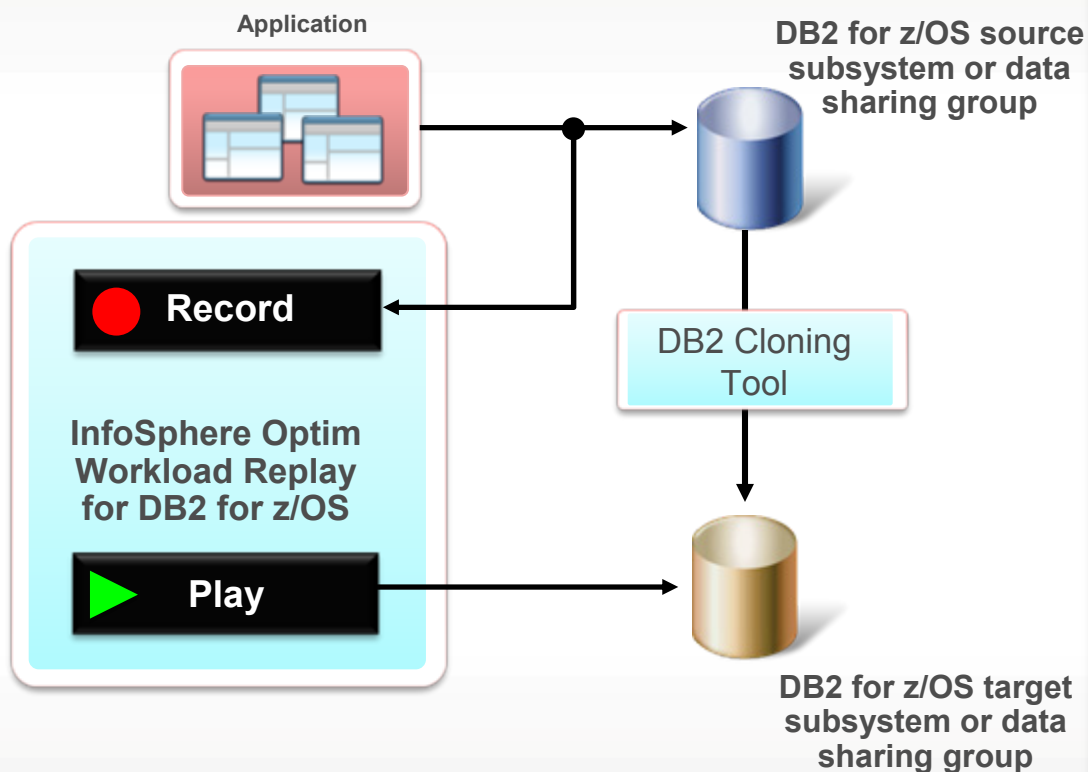 Application
DB2 for z/OS source
subsystem or data
sharing group
Record
DB2 Cloning
Tool
InfoSphere Optim
Workload Replay
for DB2 for z/OS
Play
DB2 for z/OS target
subsystem or data
sharing group